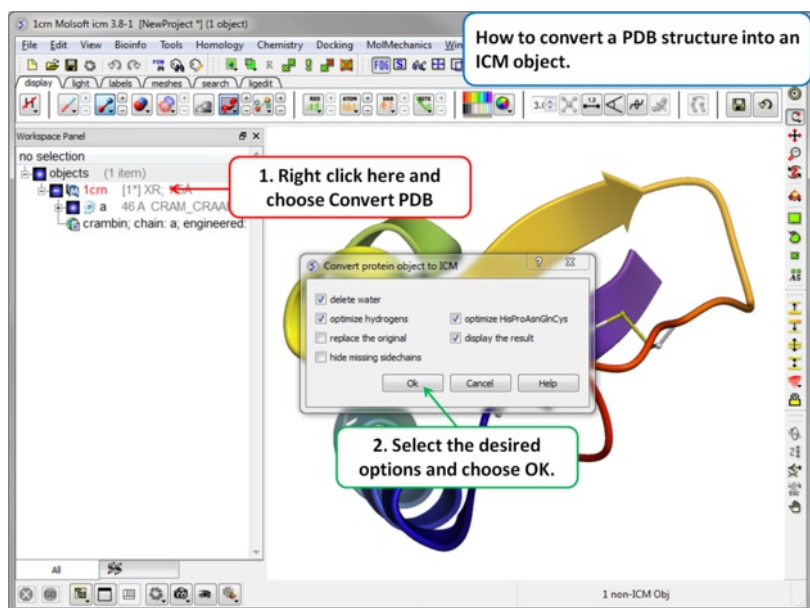 1crn Molsoft icm 3.8-1 [NewProject *] (1 object)
How to convert a PDB structure into an
ICM object.
File Edit View Bioinfo Tools Homology Chemistry Docking MolMechanics
display light labels meshes search ligedit
Workspace Panel
no selection
objects (1 item)
1crn [1*] XR;
a 46 A
crambin; chain: a; engineered:
1. Right click here and
choose Convert PDB
Convert protein object to ICM
delete water
optimize hydrogens optimize HisProAsnGlnCys
replace the original display the result
hide missing sidechains
Ok Cancel Help
2. Select the desired
options and choose OK.
All
1 non-ICM Obj